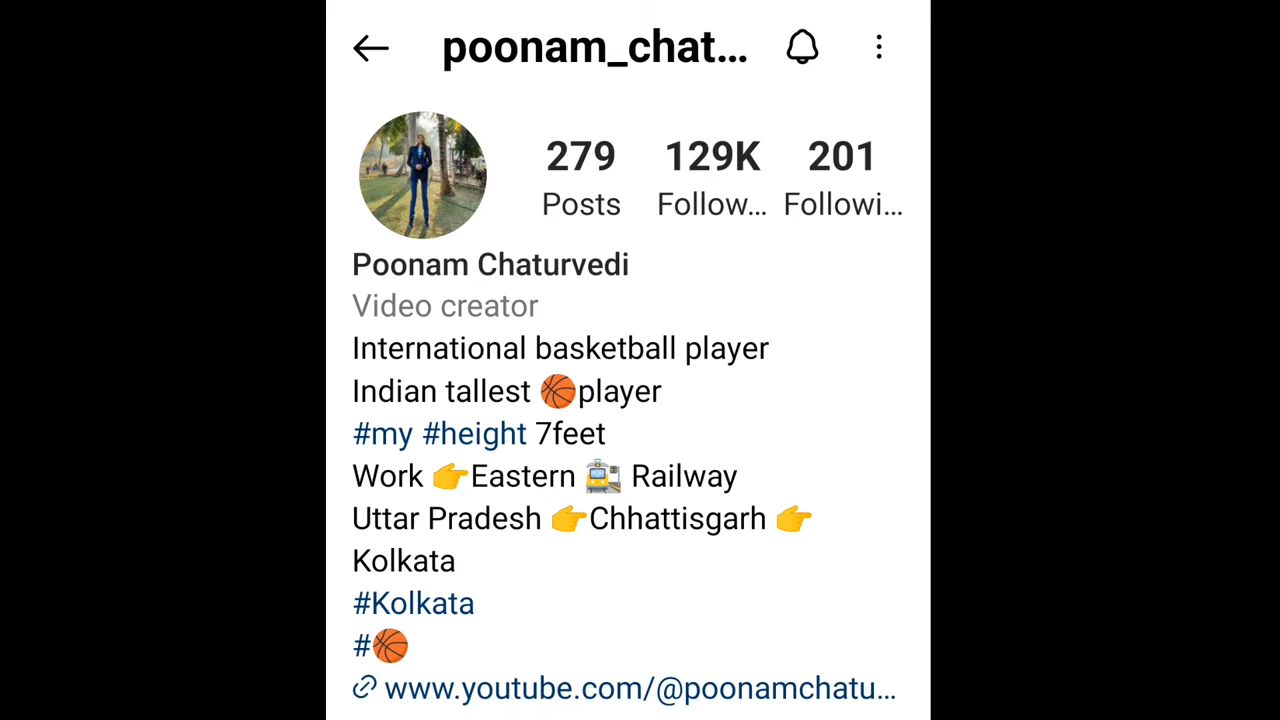 poonam_chat...
279 129K 201
Posts Follow... Followi...
Poonam Chaturvedi
Video creator
International basketball player
Indian tallest 🏀player
#my #height 7feet
Work 👉Eastern 🚉 Railway
Uttar Pradesh 👉Chhattisgarh 👉
Kolkata
#Kolkata
#🏀
www.youtube.com/@poonamchatu...